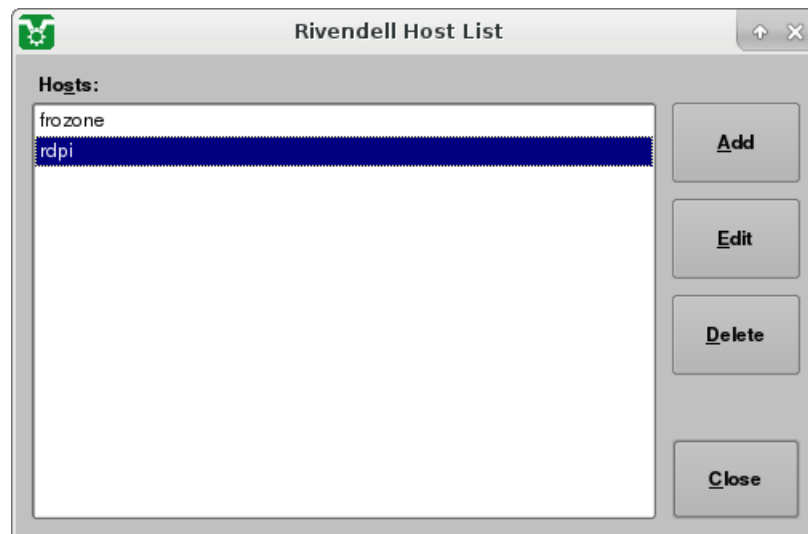 Rivendell Host List
Hosts:
frozone
rdpi
Add
Edit
Delete
Close